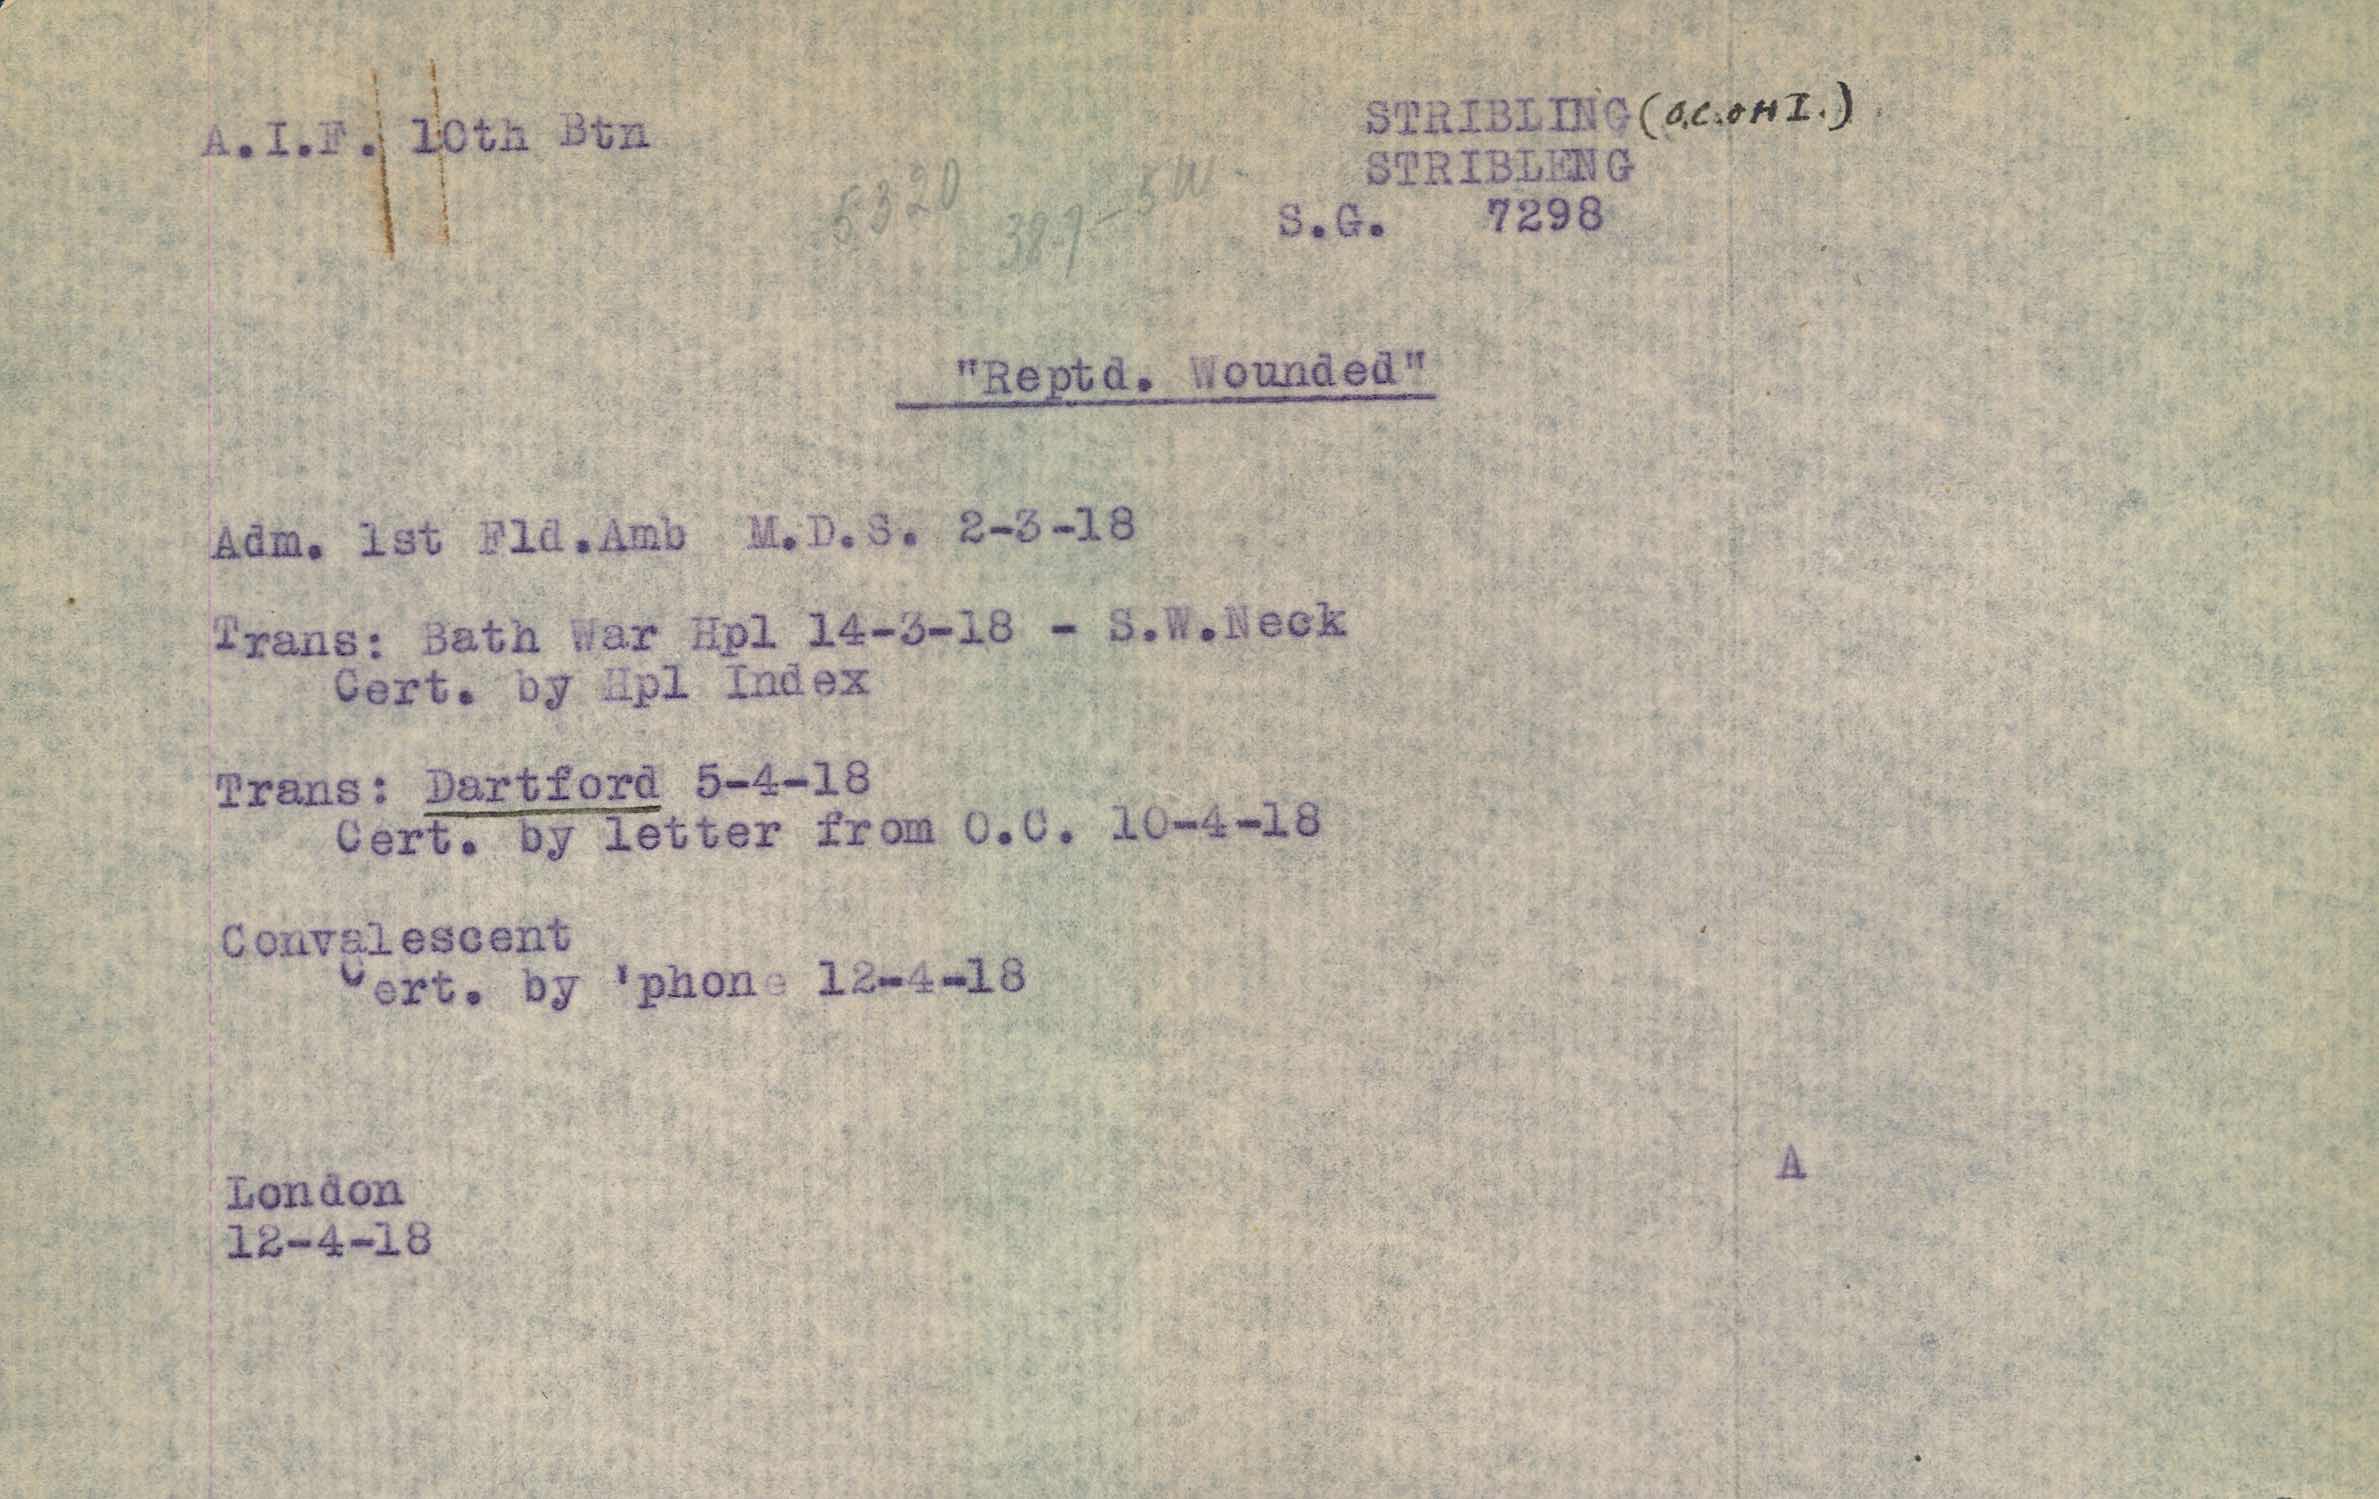 A.I.F. 10th Btn
STRIBLING (O.C. OHI.)
STRIBLENG
5320
S.G. 7298
"Reptd. Wounded"
Adm. 1st Fld.Amb M.D.S. 2-3-18
Trans: Bath War Hpl 14-3-18 - S.W.Neck
Cert. by Hpl Index
Trans: Dartford 5-4-18
Cert. by letter from O.C. 10-4-18
Convalescent
Cert. by 'phone 12-4-18
A
London
12-4-18